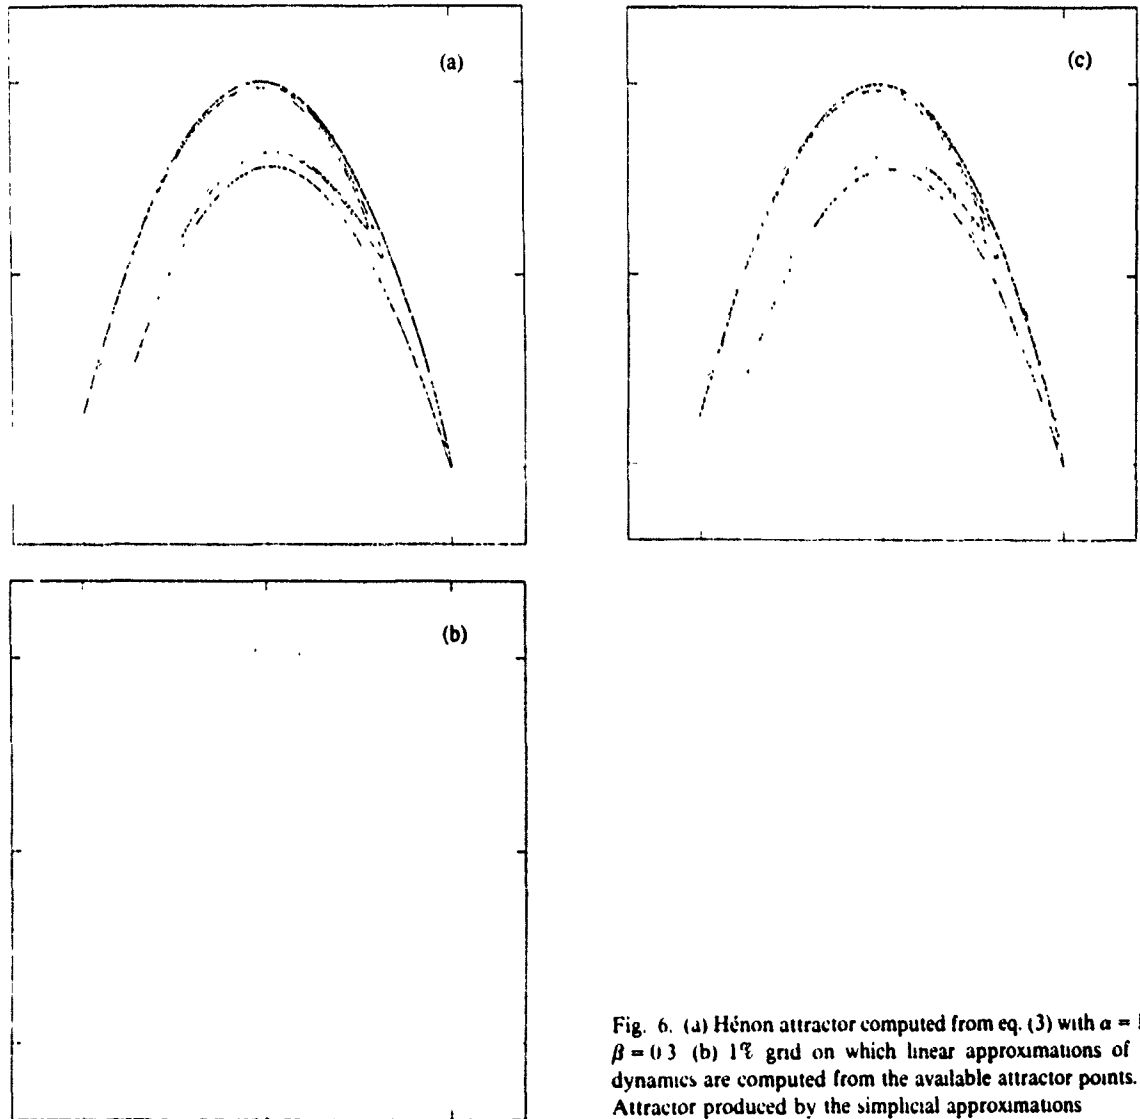 (a)
(c)
(b)
Fig. 6. (a) Hénon attractor computed from eq. (3) with α =
β = 0 3 (b) 1% grid on which linear approximations of
dynamics are computed from the available attractor points.
Attractor produced by the simplicial approximations